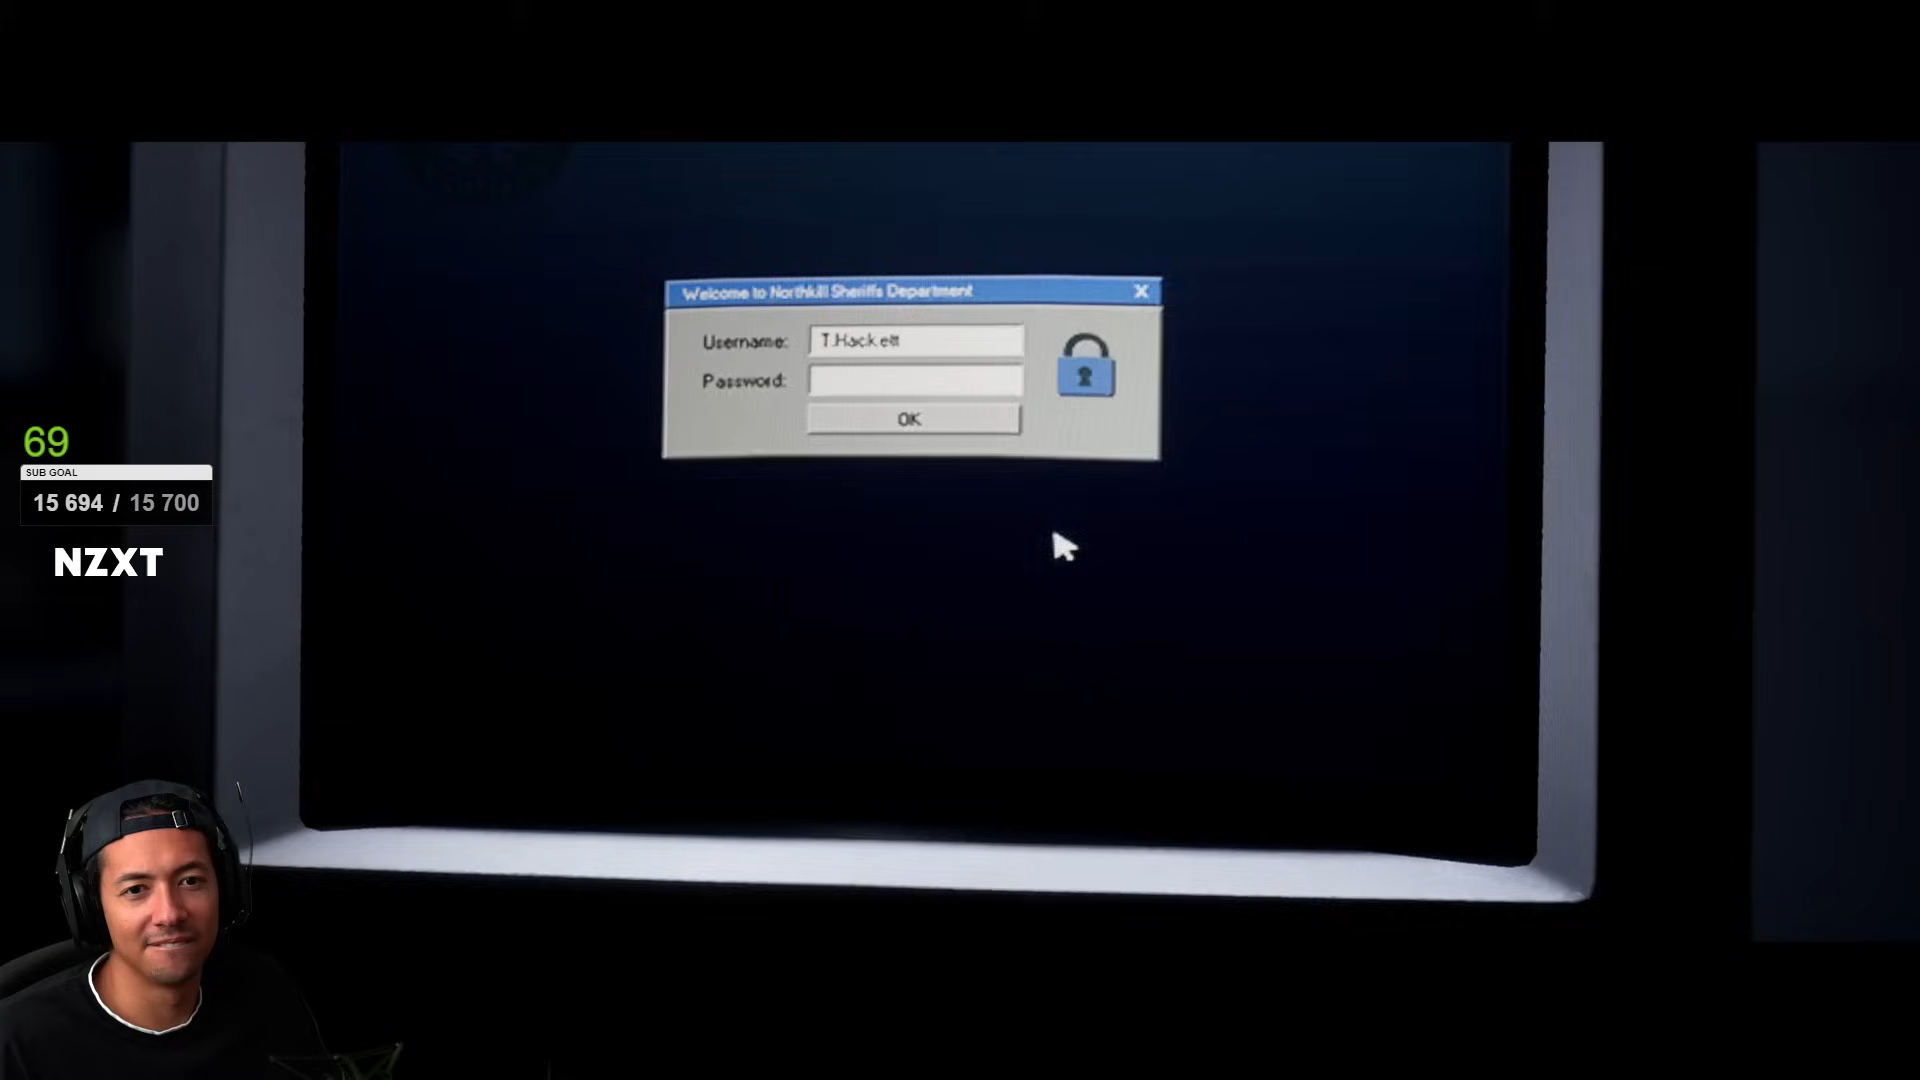 Welcome to Northkill Sheriffs Department
Username: T.Hackett
Password:
OK
69
SUB GOAL
15 694 / 15 700
NZXT